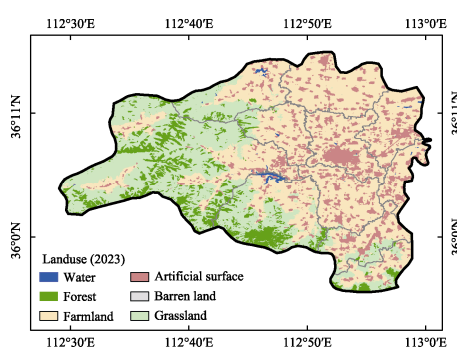 112°30'E 112°40'E 112°50'E 113°0'E
36°11'N 36°11'N
36°0'N 36°0'N
Landuse (2023)
Water Artificial surface
Forest Barren land
Farmland Grassland
112°30'E 112°40'E 112°50'E 113°0'E